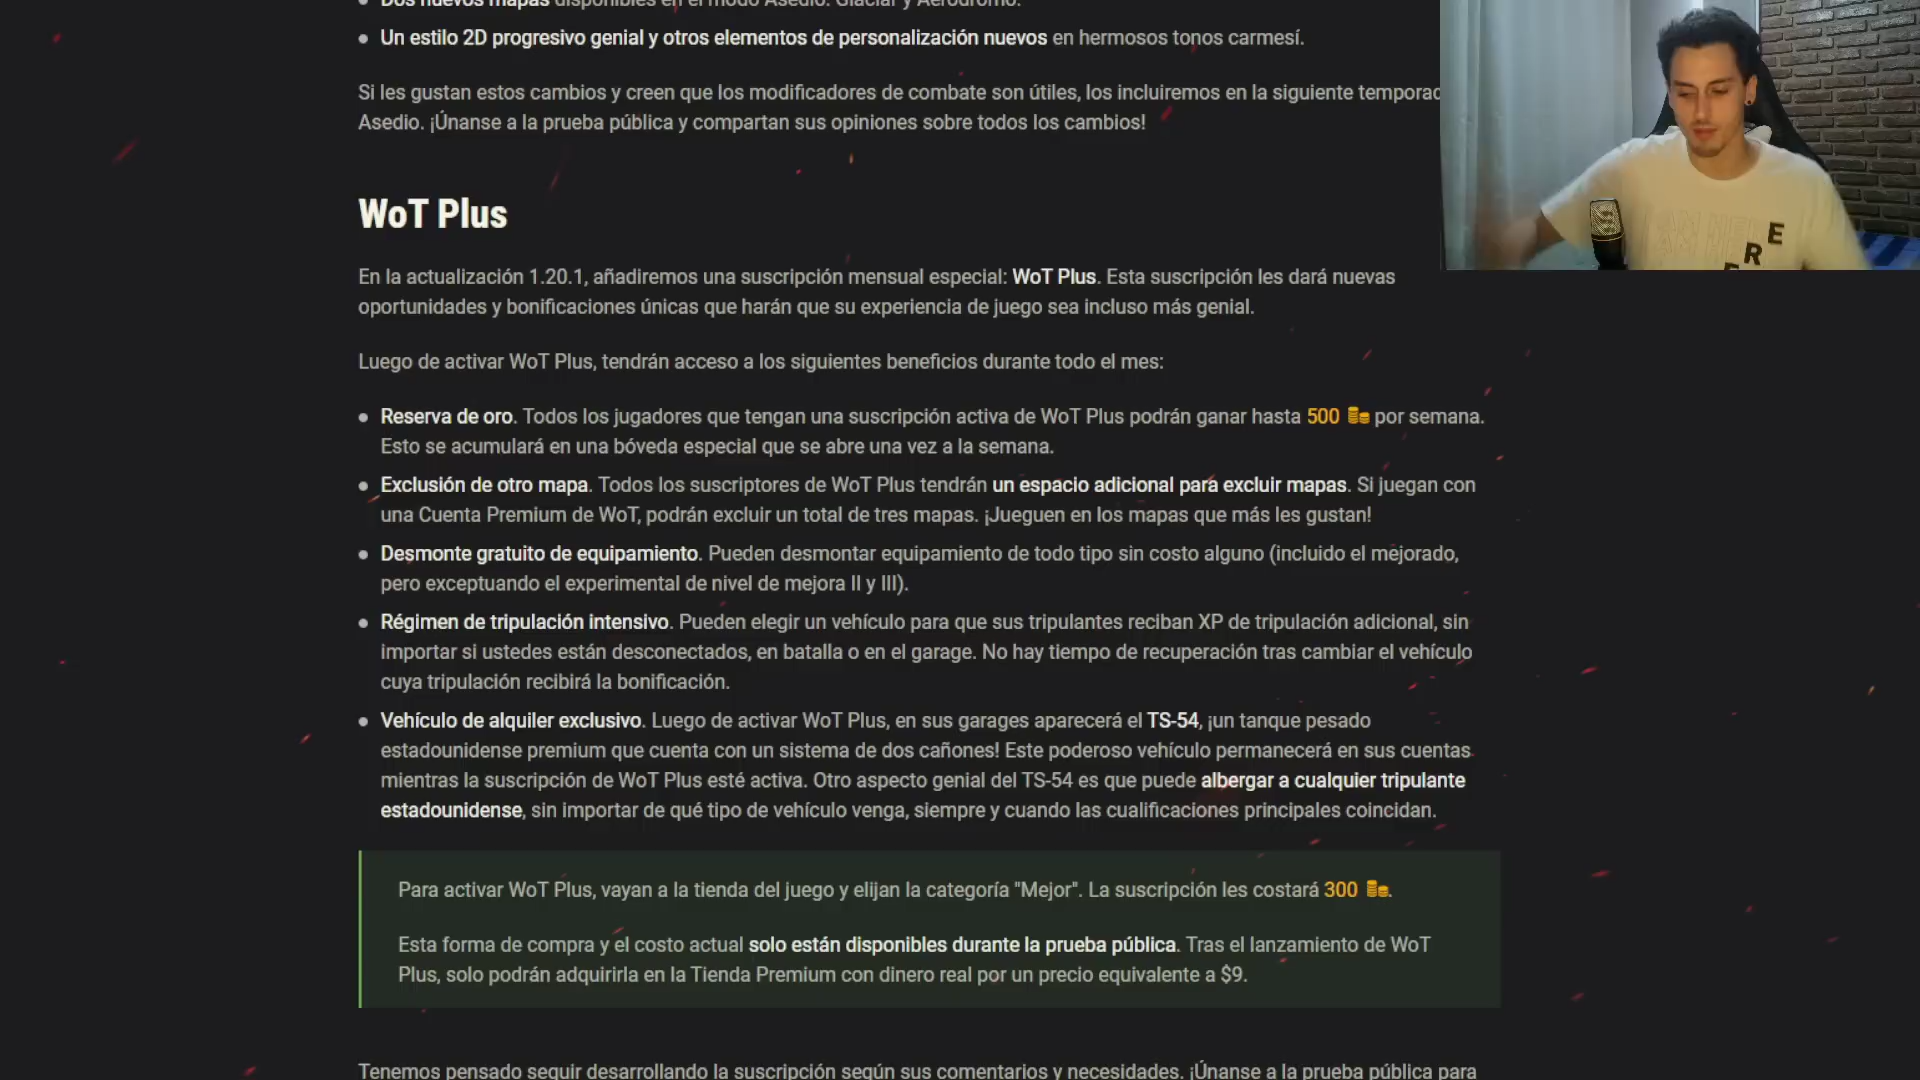 Dos nuevos mapas disponibles en el modo Asedio: Glaciar y Aeródromo.
Un estilo 2D progresivo genial y otros elementos de personalización nuevos en hermosos tonos carmesí.
Si les gustan estos cambios y creen que los modificadores de combate son útiles, los incluiremos en la siguiente temporad
Asedio. ¡Únanse a la prueba pública y compartan sus opiniones sobre todos los cambios!
WoT Plus
En la actualización 1.20.1, añadiremos una suscripción mensual especial: WoT Plus. Esta suscripción les dará nuevas
oportunidades y bonificaciones únicas que harán que su experiencia de juego sea incluso más genial.
Luego de activar WoT Plus, tendrán acceso a los siguientes beneficios durante todo el mes:
Reserva de oro. Todos los jugadores que tengan una suscripción activa de WoT Plus podrán ganar hasta 500 por semana.
Esto se acumulará en una bóveda especial que se abre una vez a la semana.
Exclusión de otro mapa. Todos los suscriptores de WoT Plus tendrán un espacio adicional para excluir mapas. Si juegan con
una Cuenta Premium de WoT, podrán excluir un total de tres mapas. ¡Jueguen en los mapas que más les gustan!
Desmonte gratuito de equipamiento. Pueden desmontar equipamiento de todo tipo sin costo alguno (incluido el mejorado,
pero exceptuando el experimental de nivel de mejora II y III).
Régimen de tripulación intensivo. Pueden elegir un vehículo para que sus tripulantes reciban XP de tripulación adicional, sin
importar si ustedes están desconectados, en batalla o en el garage. No hay tiempo de recuperación tras cambiar el vehículo
cuya tripulación recibirá la bonificación.
Vehículo de alquiler exclusivo. Luego de activar WoT Plus, en sus garages aparecerá el TS-54, ¡un tanque pesado
estadounidense premium que cuenta con un sistema de dos cañones! Este poderoso vehículo permanecerá en sus cuentas
mientras la suscripción de WoT Plus esté activa. Otro aspecto genial del TS-54 es que puede albergar a cualquier tripulante
estadounidense, sin importar de qué tipo de vehículo venga, siempre y cuando las cualificaciones principales coincidan.
Para activar WoT Plus, vayan a la tienda del juego y elijan la categoría "Mejor". La suscripción les costará 300.
Esta forma de compra y el costo actual solo están disponibles durante la prueba pública. Tras el lanzamiento de WoT
Plus, solo podrán adquirirla en la Tienda Premium con dinero real por un precio equivalente a $9.
Tenemos pensado seguir desarrollando la suscripción según sus comentarios y necesidades. ¡Únanse a la prueba pública para
E
R